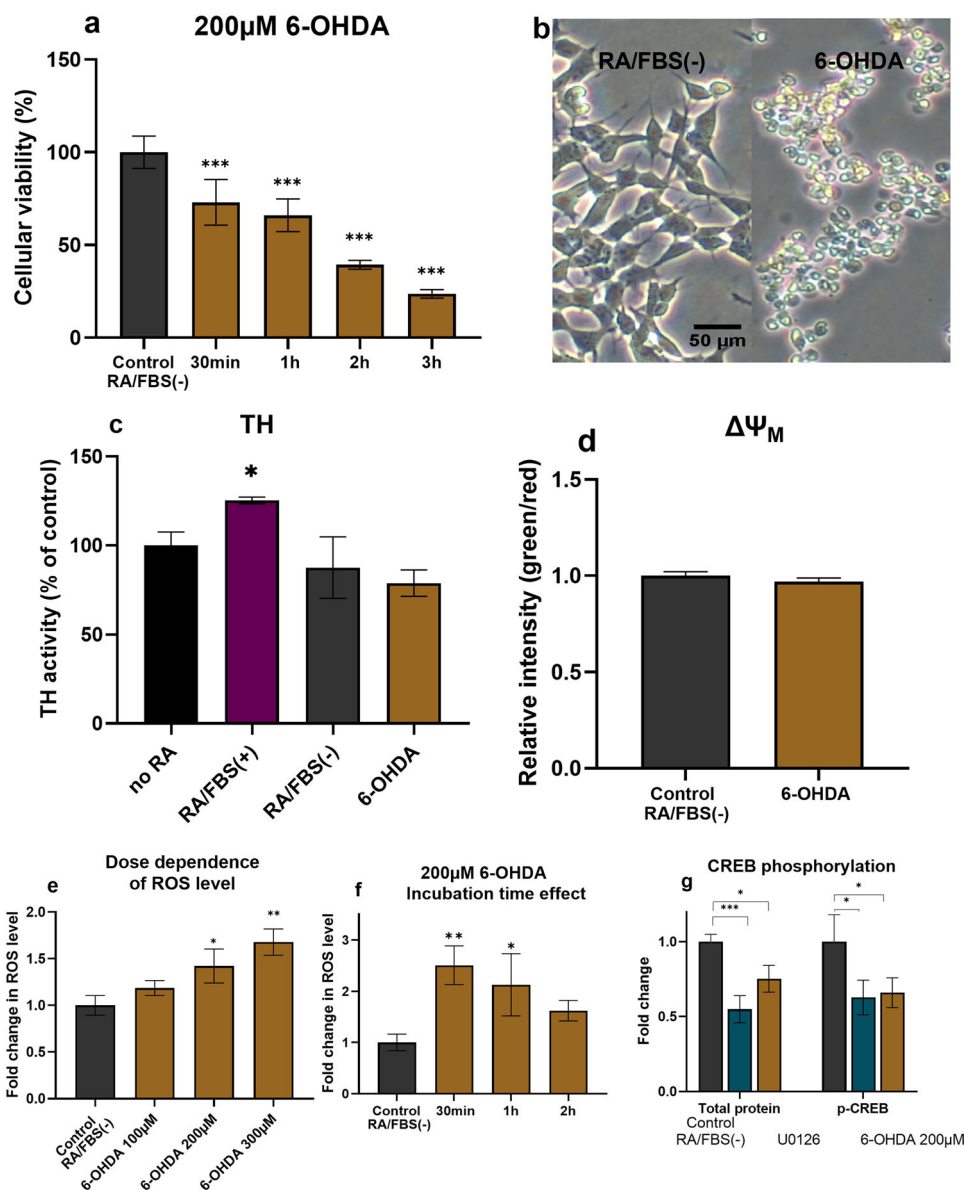 a
200µM 6-OHDA
Cellular viability (%)
150
100
50
0
***
***
***
***
Control
RA/FBS(-)
30min
1h
2h
3h
b
RA/FBS(-)
6-OHDA
50 µm
c
TH
TH activity (% of control)
150
100
50
0
*
no RA
RA/FBS(+)
RA/FBS(-)
6-OHDA
d
ΔΨM
Relative intensity (green/red)
1.5
1.0
0.5
0.0
Control
RA/FBS(-)
6-OHDA
e
Dose dependence
of ROS level
Fold change in ROS level
2.0
1.5
1.0
0.5
0.0
*
**
Control
RA/FBS(-)
6-OHDA 100µM
6-OHDA 200µM
6-OHDA 300µM
f
200µM 6-OHDA
Incubation time effect
Fold change in ROS level
3
2
1
0
**
*
Control
RA/FBS(-)
30min
1h
2h
g
CREB phosphorylation
Fold change
1.0
0.5
0.0
*
***
*
*
Total protein
p-CREB
Control
RA/FBS(-)
U0126
6-OHDA 200µM